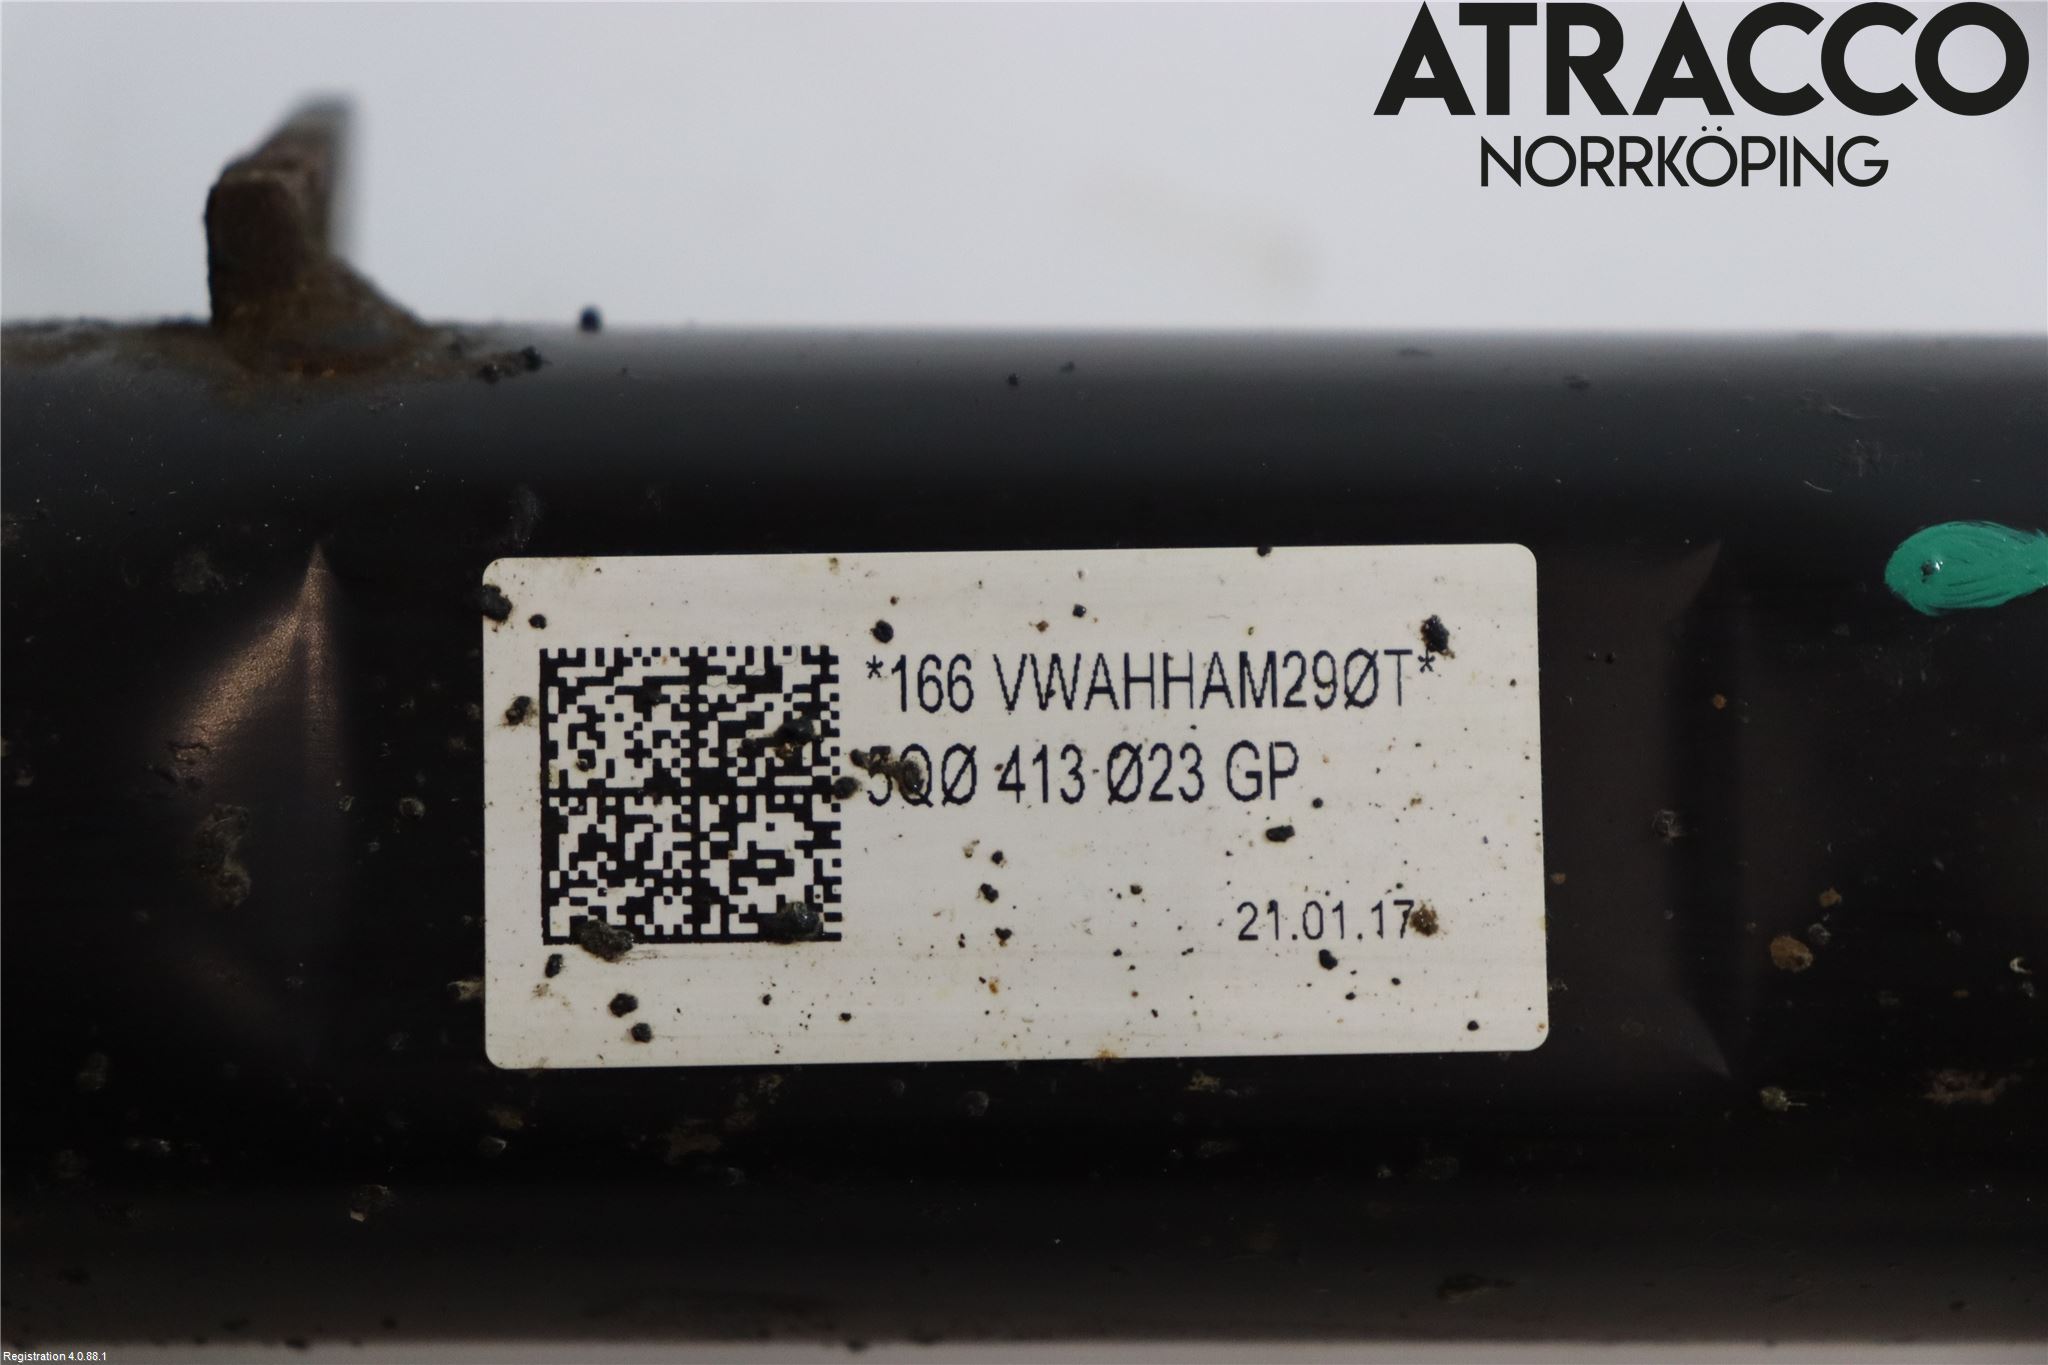 ATRACCO
NORRKÖPING
*166 VWAHHAM29ØT*
5QØ 413 Ø23 GP
21.01.17
Registration 4.0.88.1